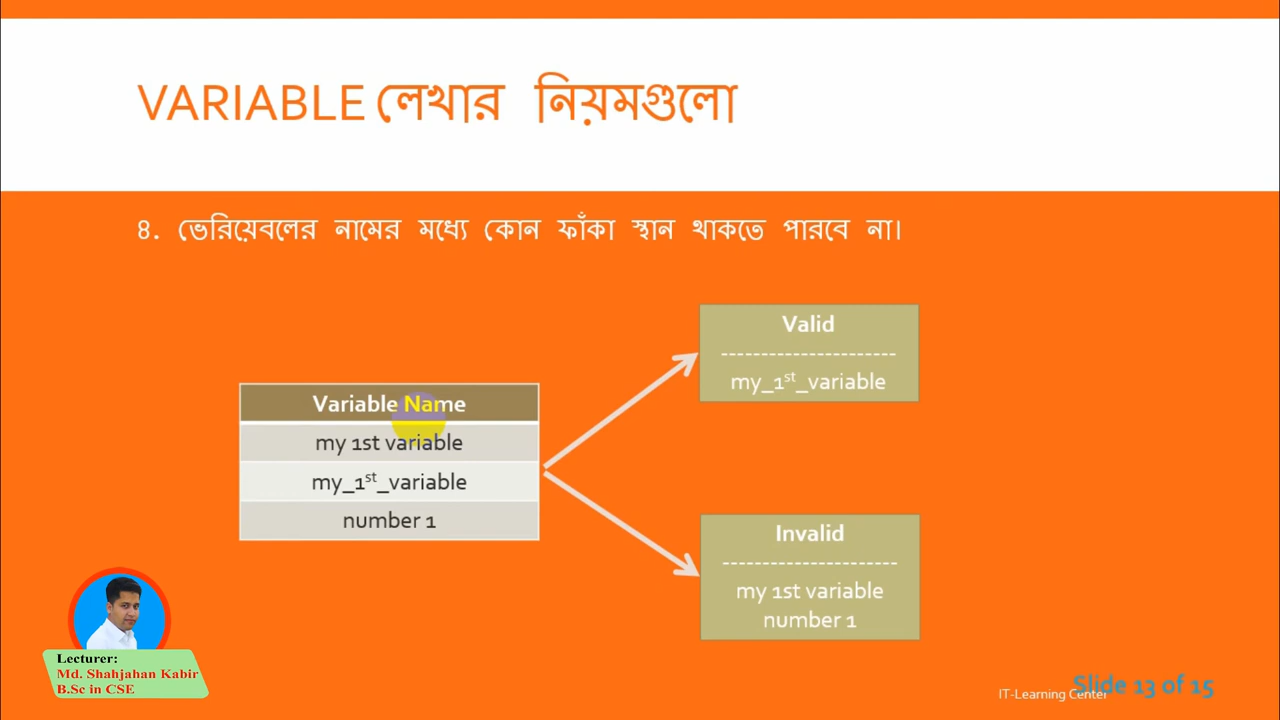 VARIABLE লেখার নিয়মগুলো
৪. ভেরিয়েবলের নামের মধ্যে কোন ফাঁকা স্থান থাকতে পারবে না।
Variable Name
my 1st variable
my_1st_variable
number 1
Valid
----------------------
my_1st_variable
Invalid
----------------------
my 1st variable
number 1
Lecturer:
Md. Shahjahan Kabir
B.Sc in CSE
IT-Learning Center
Slide 13 of 15